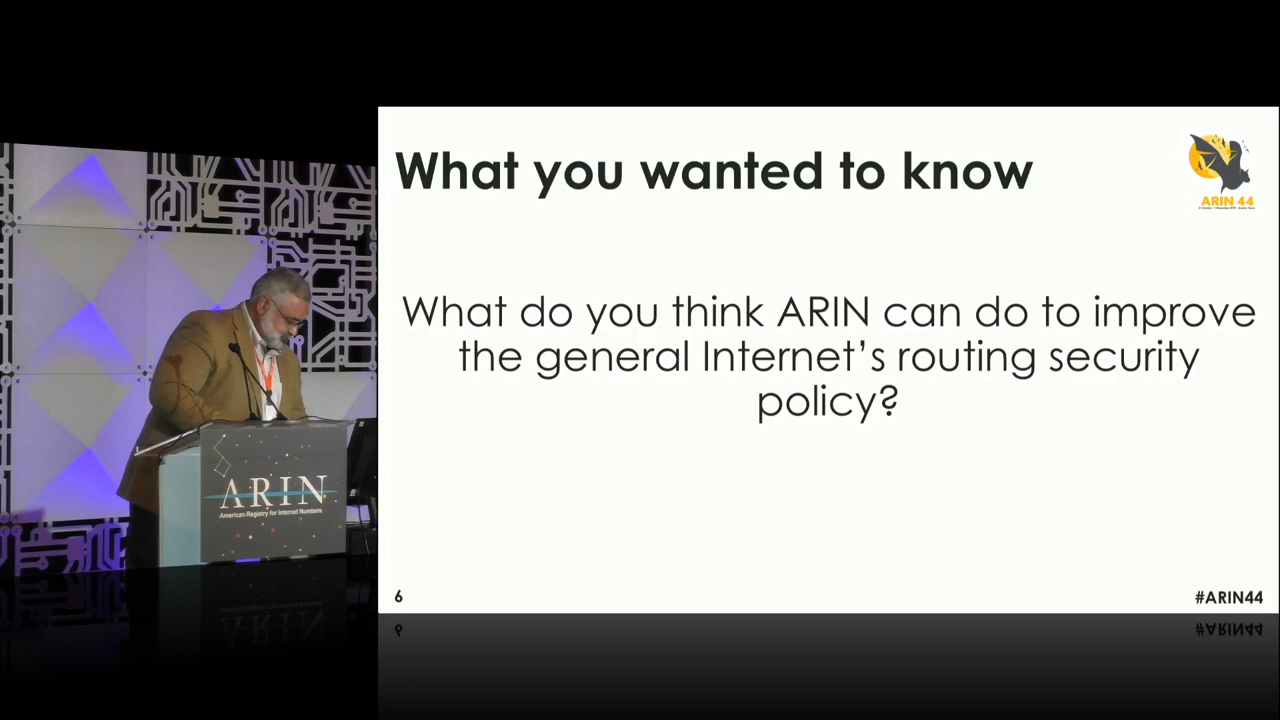 What you wanted to know
ARIN 44
What do you think ARIN can do to improve
the general Internet's routing security
policy?
6
#ARIN44
ARIN
American Registry for Internet Numbers